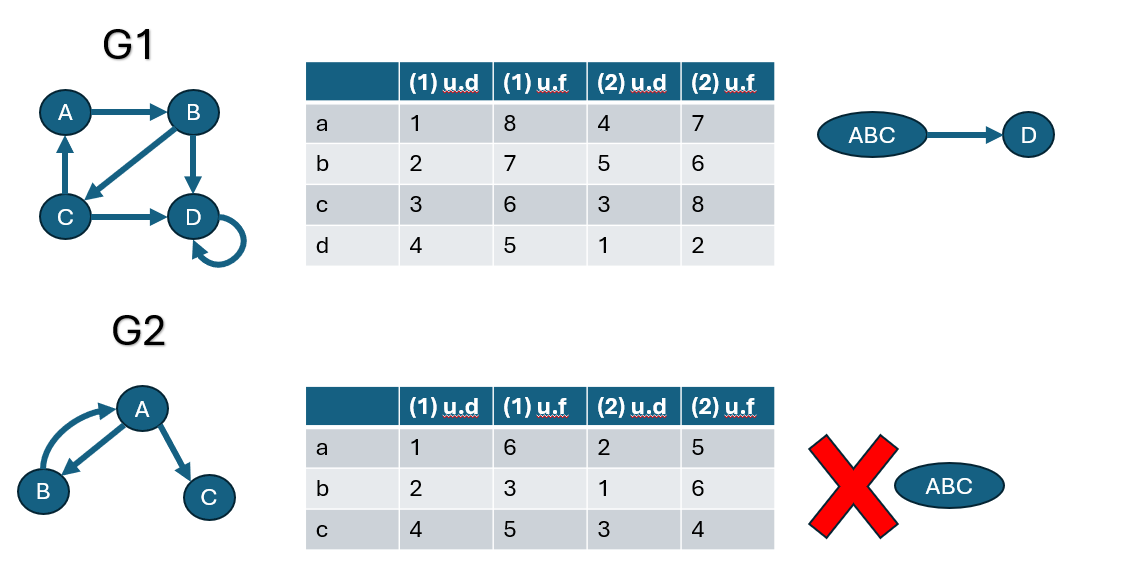 G1
A
B
C
D
(1) u.d (1) u.f (2) u.d (2) u.f
a 1 8 4 7
b 2 7 5 6
c 3 6 3 8
d 4 5 1 2
ABC
D
G2
A
B
C
(1) u.d (1) u.f (2) u.d (2) u.f
a 1 6 2 5
b 2 3 1 6
c 4 5 3 4
ABC